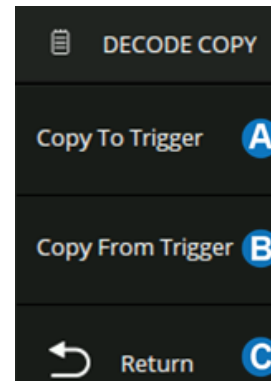 DECODE COPY
Copy To Trigger A
Copy From Trigger B
Return C